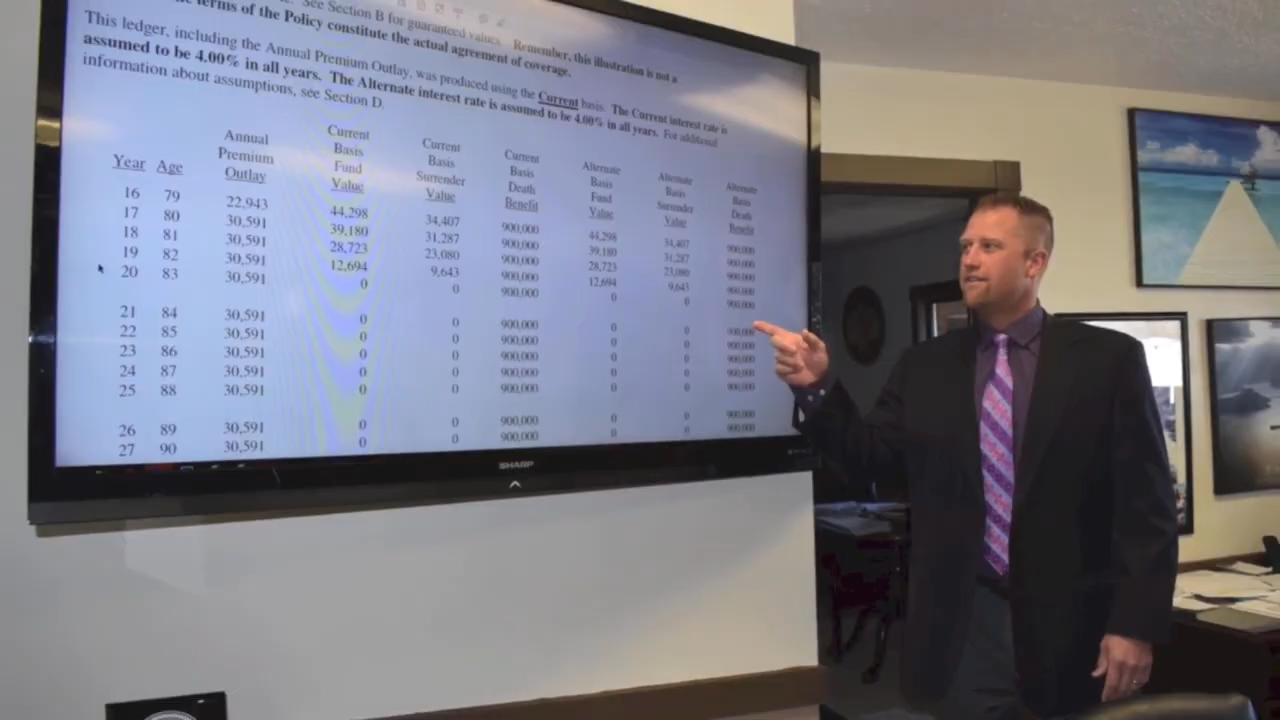 See Section B for guaranteed values. Remember, this illustration is not a
terms of the Policy constitute the actual agreement of coverage.
This ledger, including the Annual Premium Outlay, was produced using the Current basis. The Current interest rate is
assumed to be 4.00% in all years. The Alternate interest rate is assumed to be 4.00% in all years. For additional
information about assumptions, see Section D.
Year Age Annual Premium Outlay Current Basis Fund Value Current Basis Surrender Value Current Basis Death Benefit Alternate Basis Fund Value Alternate Basis Surrender Value Alternate Basis Death Benefit
16 79 22,943 44,298 34,407 900,000 44,298 34,407 900,000
17 80 30,591 39,180 31,287 900,000 39,180 31,287 900,000
18 81 30,591 28,723 23,080 900,000 28,723 23,080 900,000
19 82 30,591 12,694 9,643 900,000 12,694 9,643 900,000
20 83 30,591 0 0 900,000 0 0 900,000
21 84 30,591 0 0 900,000 0 0 900,000
22 85 30,591 0 0 900,000 0 0 900,000
23 86 30,591 0 0 900,000 0 0 900,000
24 87 30,591 0 0 900,000 0 0 900,000
25 88 30,591 0 0 900,000 0 0 900,000
26 89 30,591 0 0 900,000 0 0 900,000
27 90 30,591 0 0 900,000 0 0 900,000
SHARP